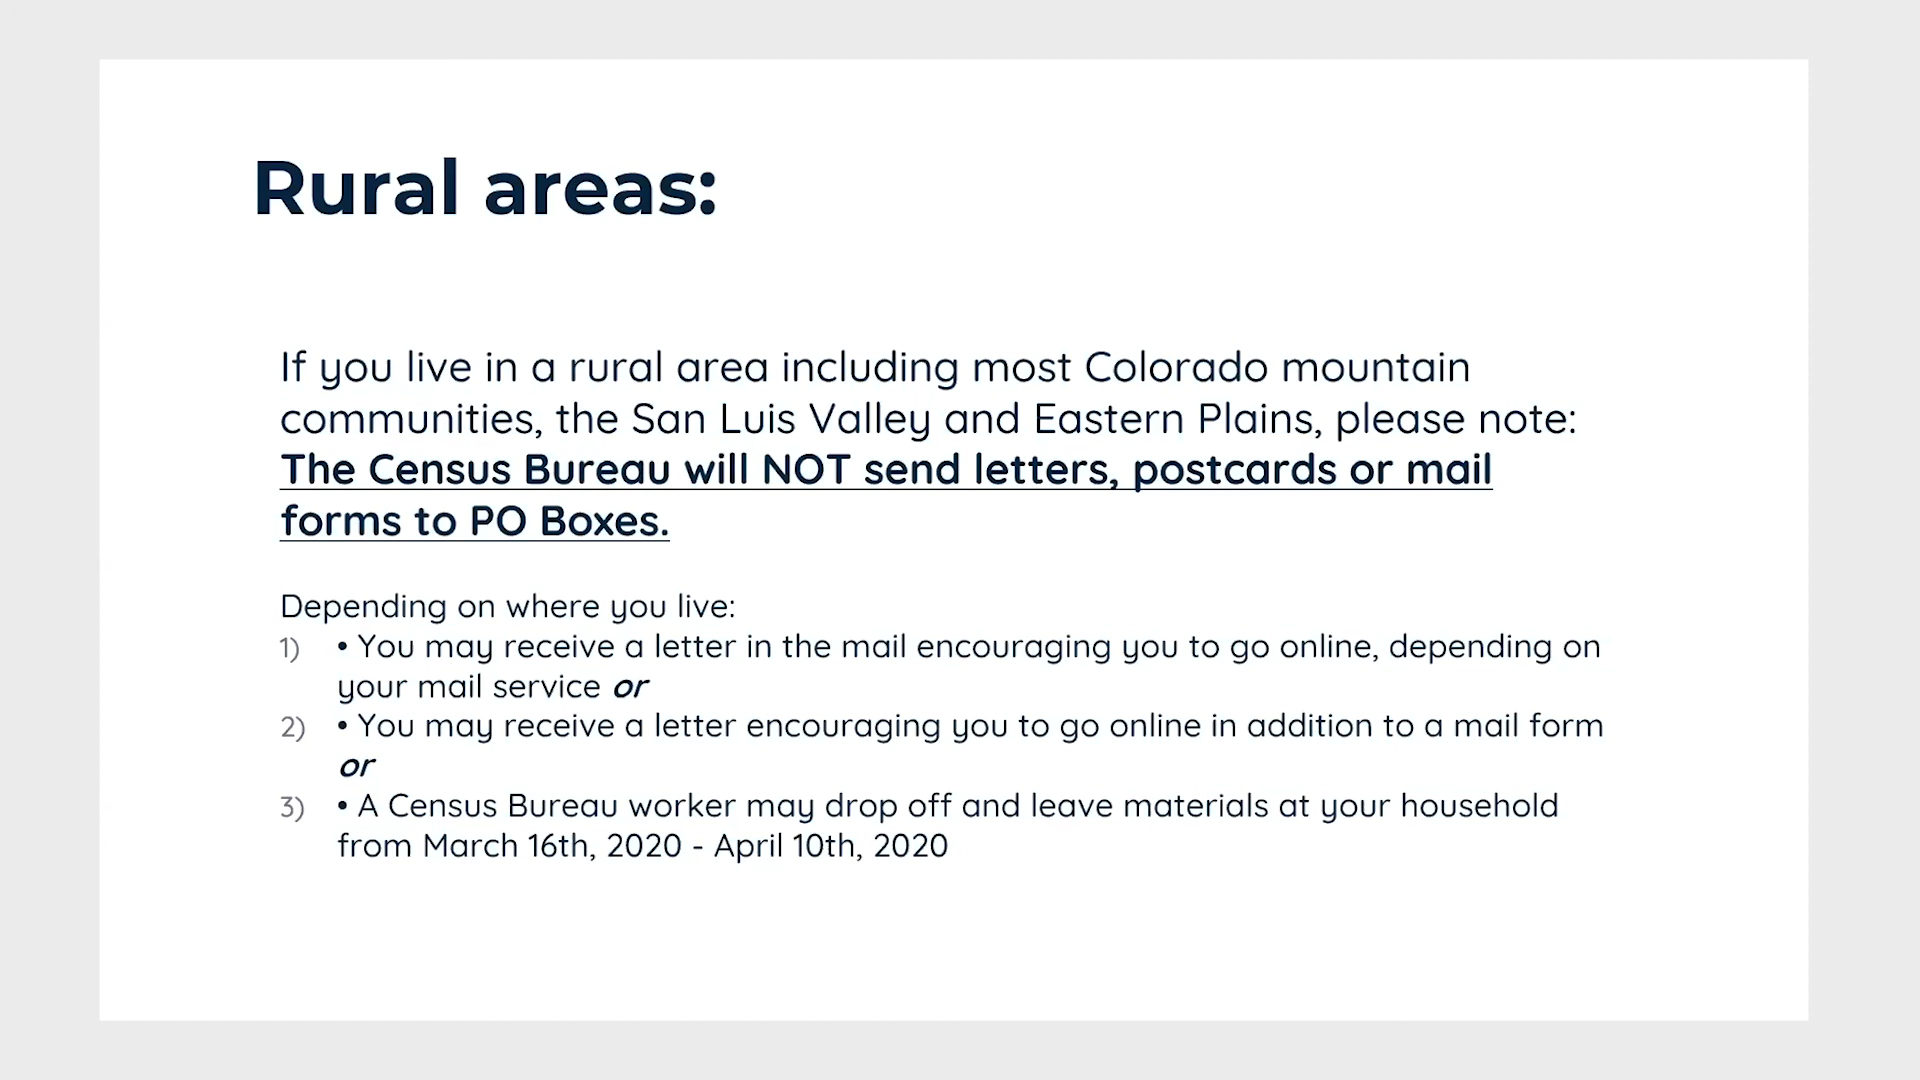 Rural areas:
If you live in a rural area including most Colorado mountain
communities, the San Luis Valley and Eastern Plains, please note:
The Census Bureau will NOT send letters, postcards or mail
forms to PO Boxes.
Depending on where you live:
1) • You may receive a letter in the mail encouraging you to go online, depending on
your mail service or
2) • You may receive a letter encouraging you to go online in addition to a mail form
or
3) • A Census Bureau worker may drop off and leave materials at your household
from March 16th, 2020 - April 10th, 2020